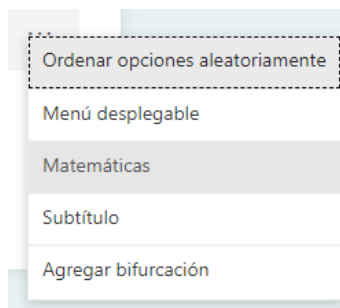 ...
Ordenar opciones aleatoriamente
Menú desplegable
Matemáticas
Subtítulo
Agregar bifurcación